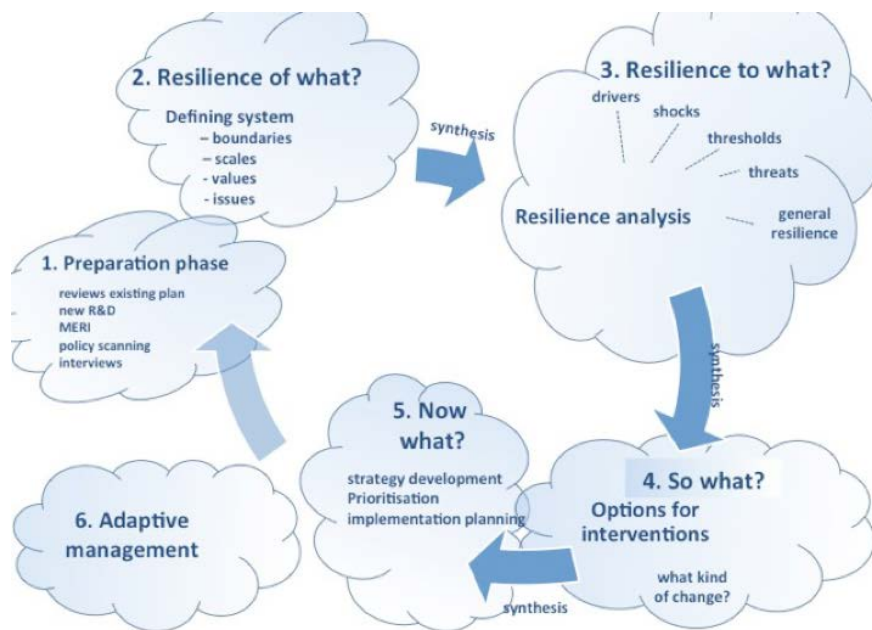 1. Preparation phase
reviews existing plan
new R&D
MERI
policy scanning
interviews
2. Resilience of what?
Defining system
– boundaries
– scales
- values
- issues
synthesis
3. Resilience to what?
drivers
shocks
thresholds
threats
general
resilience
Resilience analysis
synthesis
4. So what?
Options for
interventions
what kind
of change?
synthesis
5. Now
what?
strategy development
Prioritisation
implementation planning
6. Adaptive
management